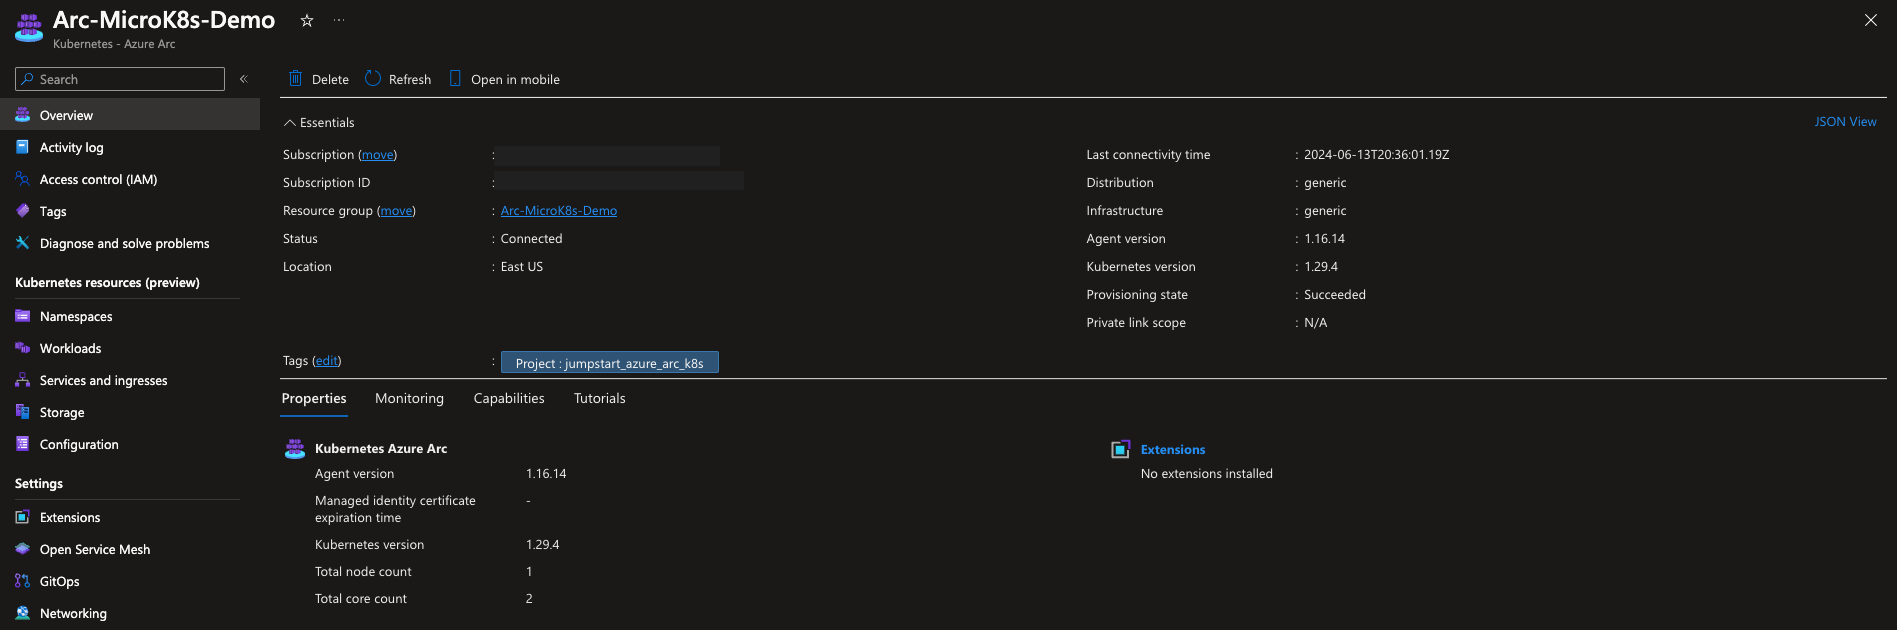 Arc-MicroK8s-Demo
Kubernetes - Azure Arc
Search
Overview
Activity log
Access control (IAM)
Tags
Diagnose and solve problems
Kubernetes resources (preview)
Namespaces
Workloads
Services and ingresses
Storage
Configuration
Settings
Extensions
Open Service Mesh
GitOps
Networking
Delete Refresh Open in mobile
Essentials
JSON View
Subscription (move) :
Subscription ID :
Resource group (move) : Arc-MicroK8s-Demo
Status : Connected
Location : East US
Last connectivity time : 2024-06-13T20:36:01.19Z
Distribution : generic
Infrastructure : generic
Agent version : 1.16.14
Kubernetes version : 1.29.4
Provisioning state : Succeeded
Private link scope : N/A
Tags (edit) : Project : jumpstart_azure_arc_k8s
Properties Monitoring Capabilities Tutorials
Kubernetes Azure Arc
Agent version 1.16.14
Managed identity certificate -
expiration time
Kubernetes version 1.29.4
Total node count 1
Total core count 2
Extensions
No extensions installed